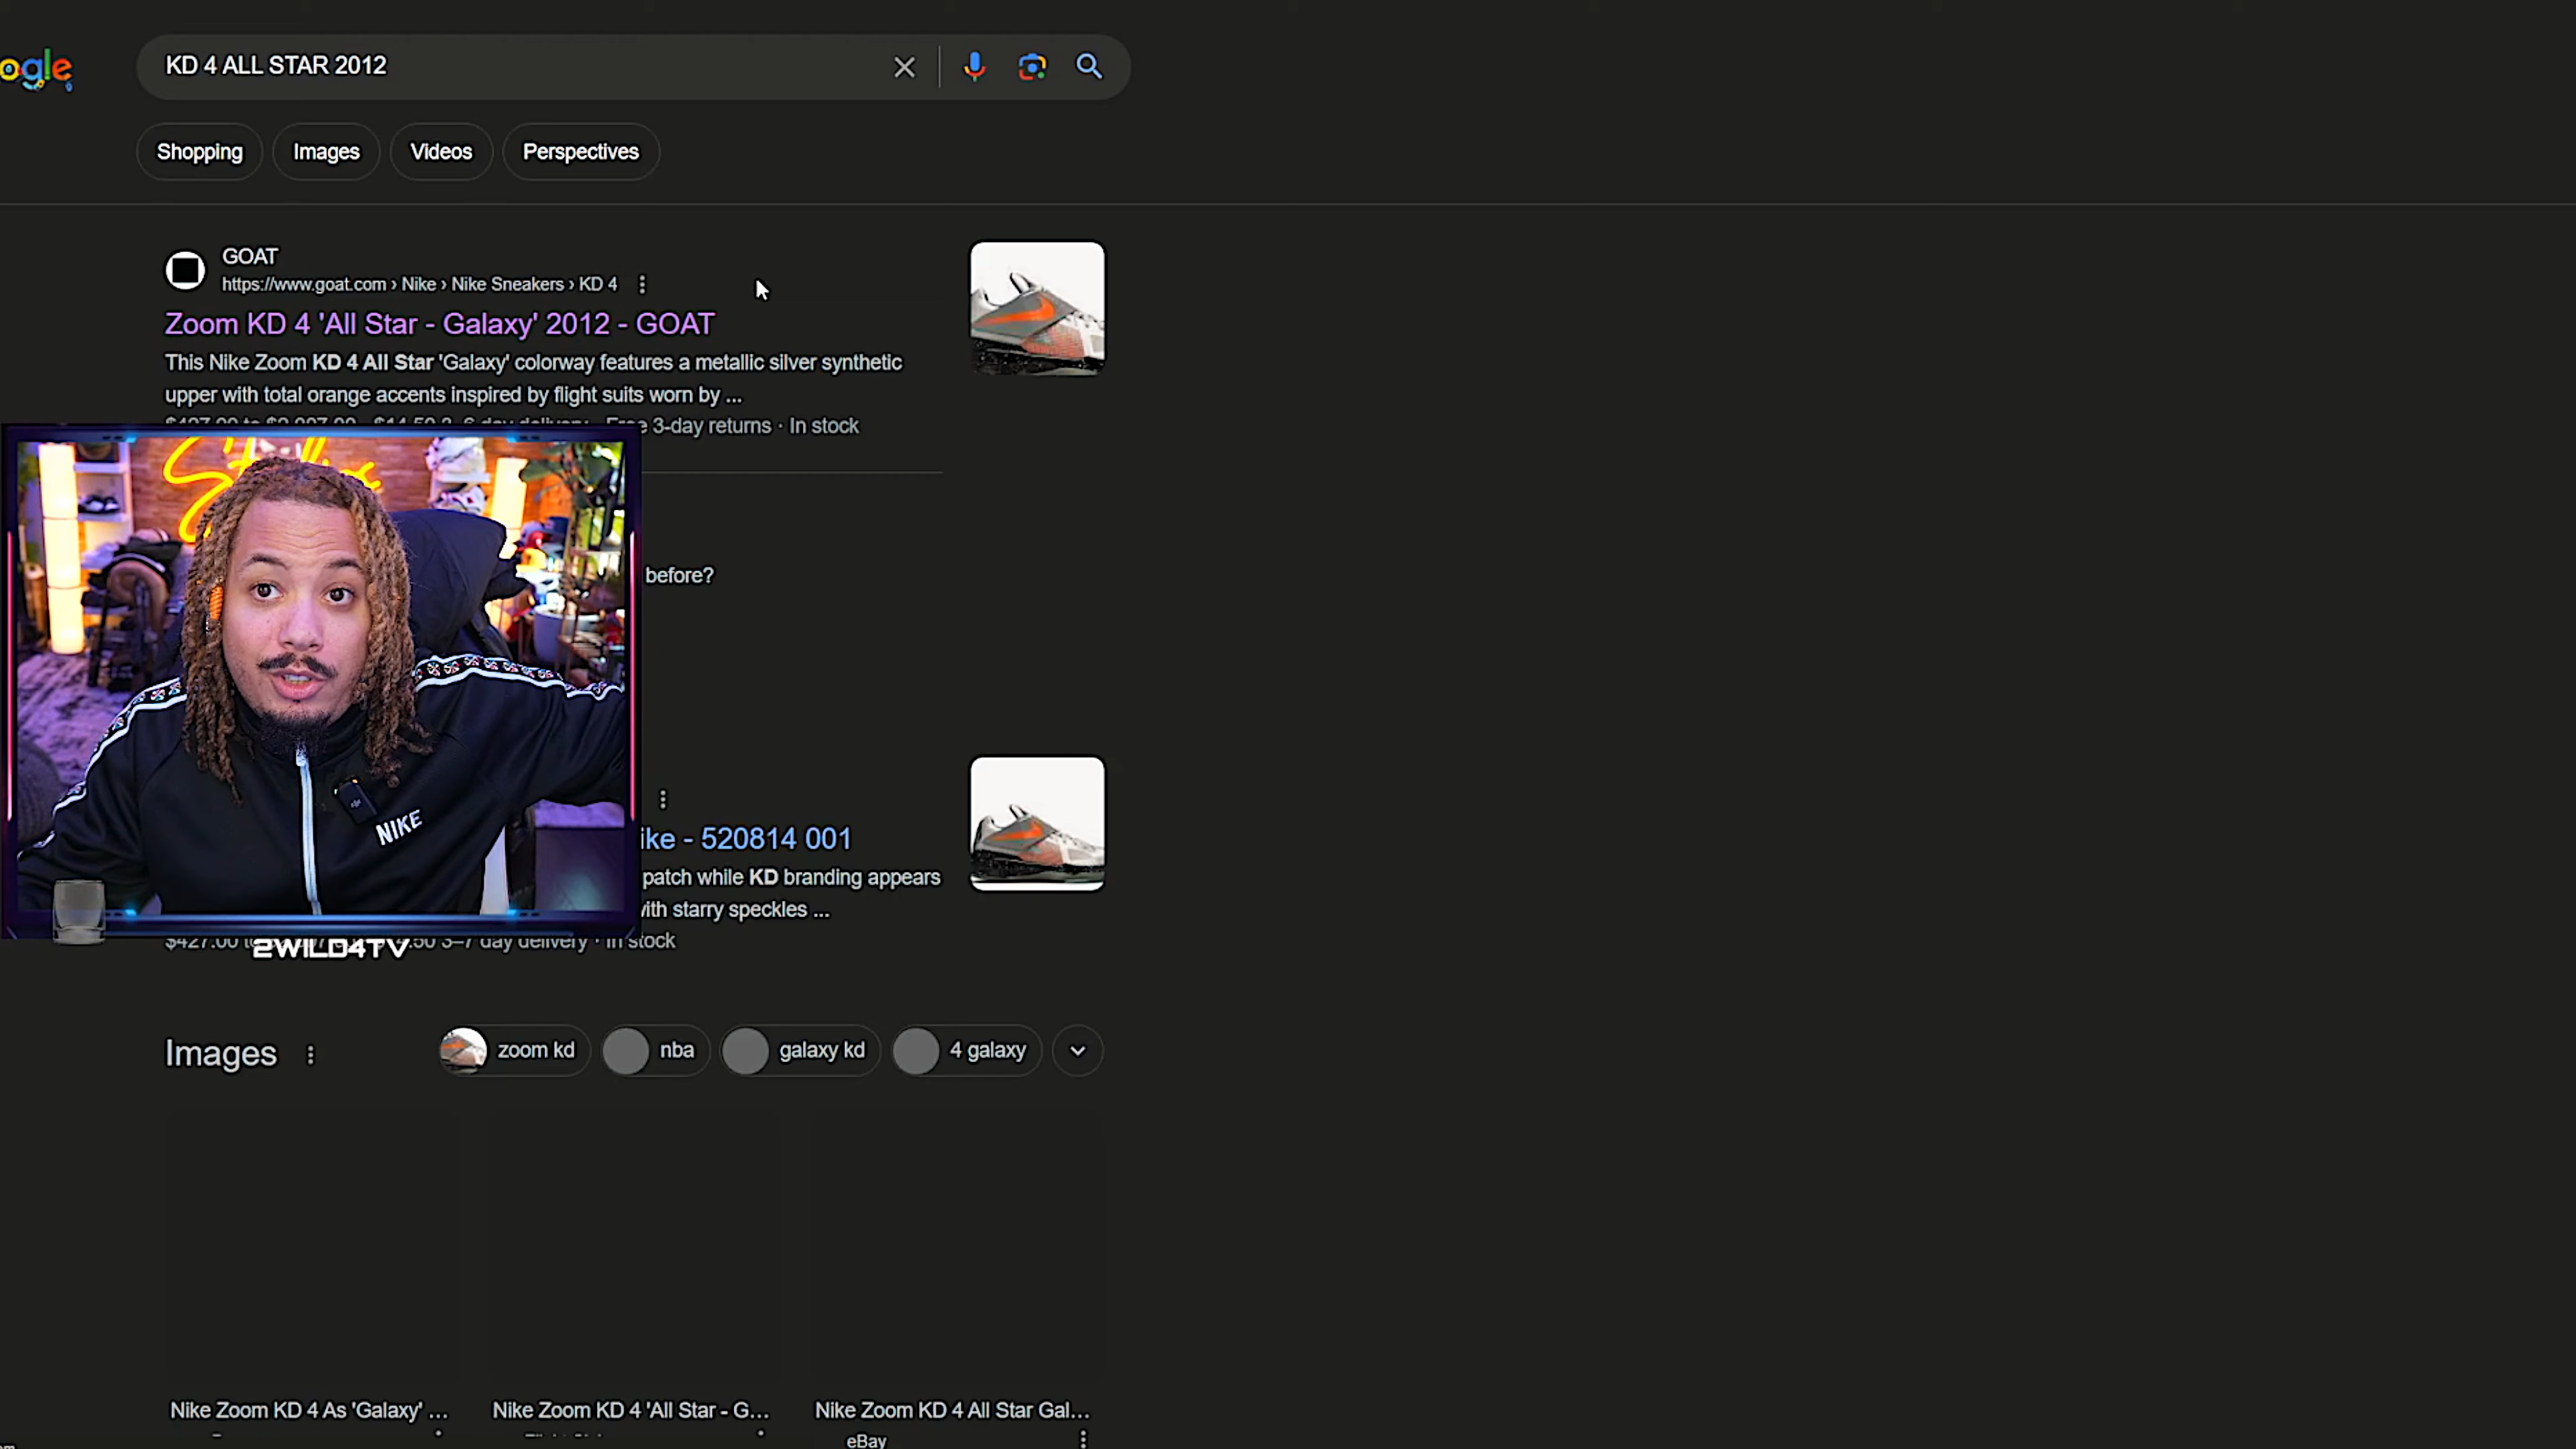 ogle
KD 4 ALL STAR 2012
Shopping
Images
Videos
Perspectives
GOAT
https://www.goat.com › Nike › Nike Sneakers › KD 4
Zoom KD 4 'All Star - Galaxy' 2012 - GOAT
This Nike Zoom KD 4 All Star 'Galaxy' colorway features a metallic silver synthetic
upper with total orange accents inspired by flight suits worn by ...
3-day returns · In stock
before?
NIKE
ike - 520814 001
patch while KD branding appears
with starry speckles ...
$427.00 3–7 day delivery · In stock
2WILD4TV
Images
zoom kd
nba
galaxy kd
4 galaxy
Nike Zoom KD 4 As 'Galaxy' ...
Nike Zoom KD 4 'All Star - G...
Nike Zoom KD 4 All Star Gal...
eBay